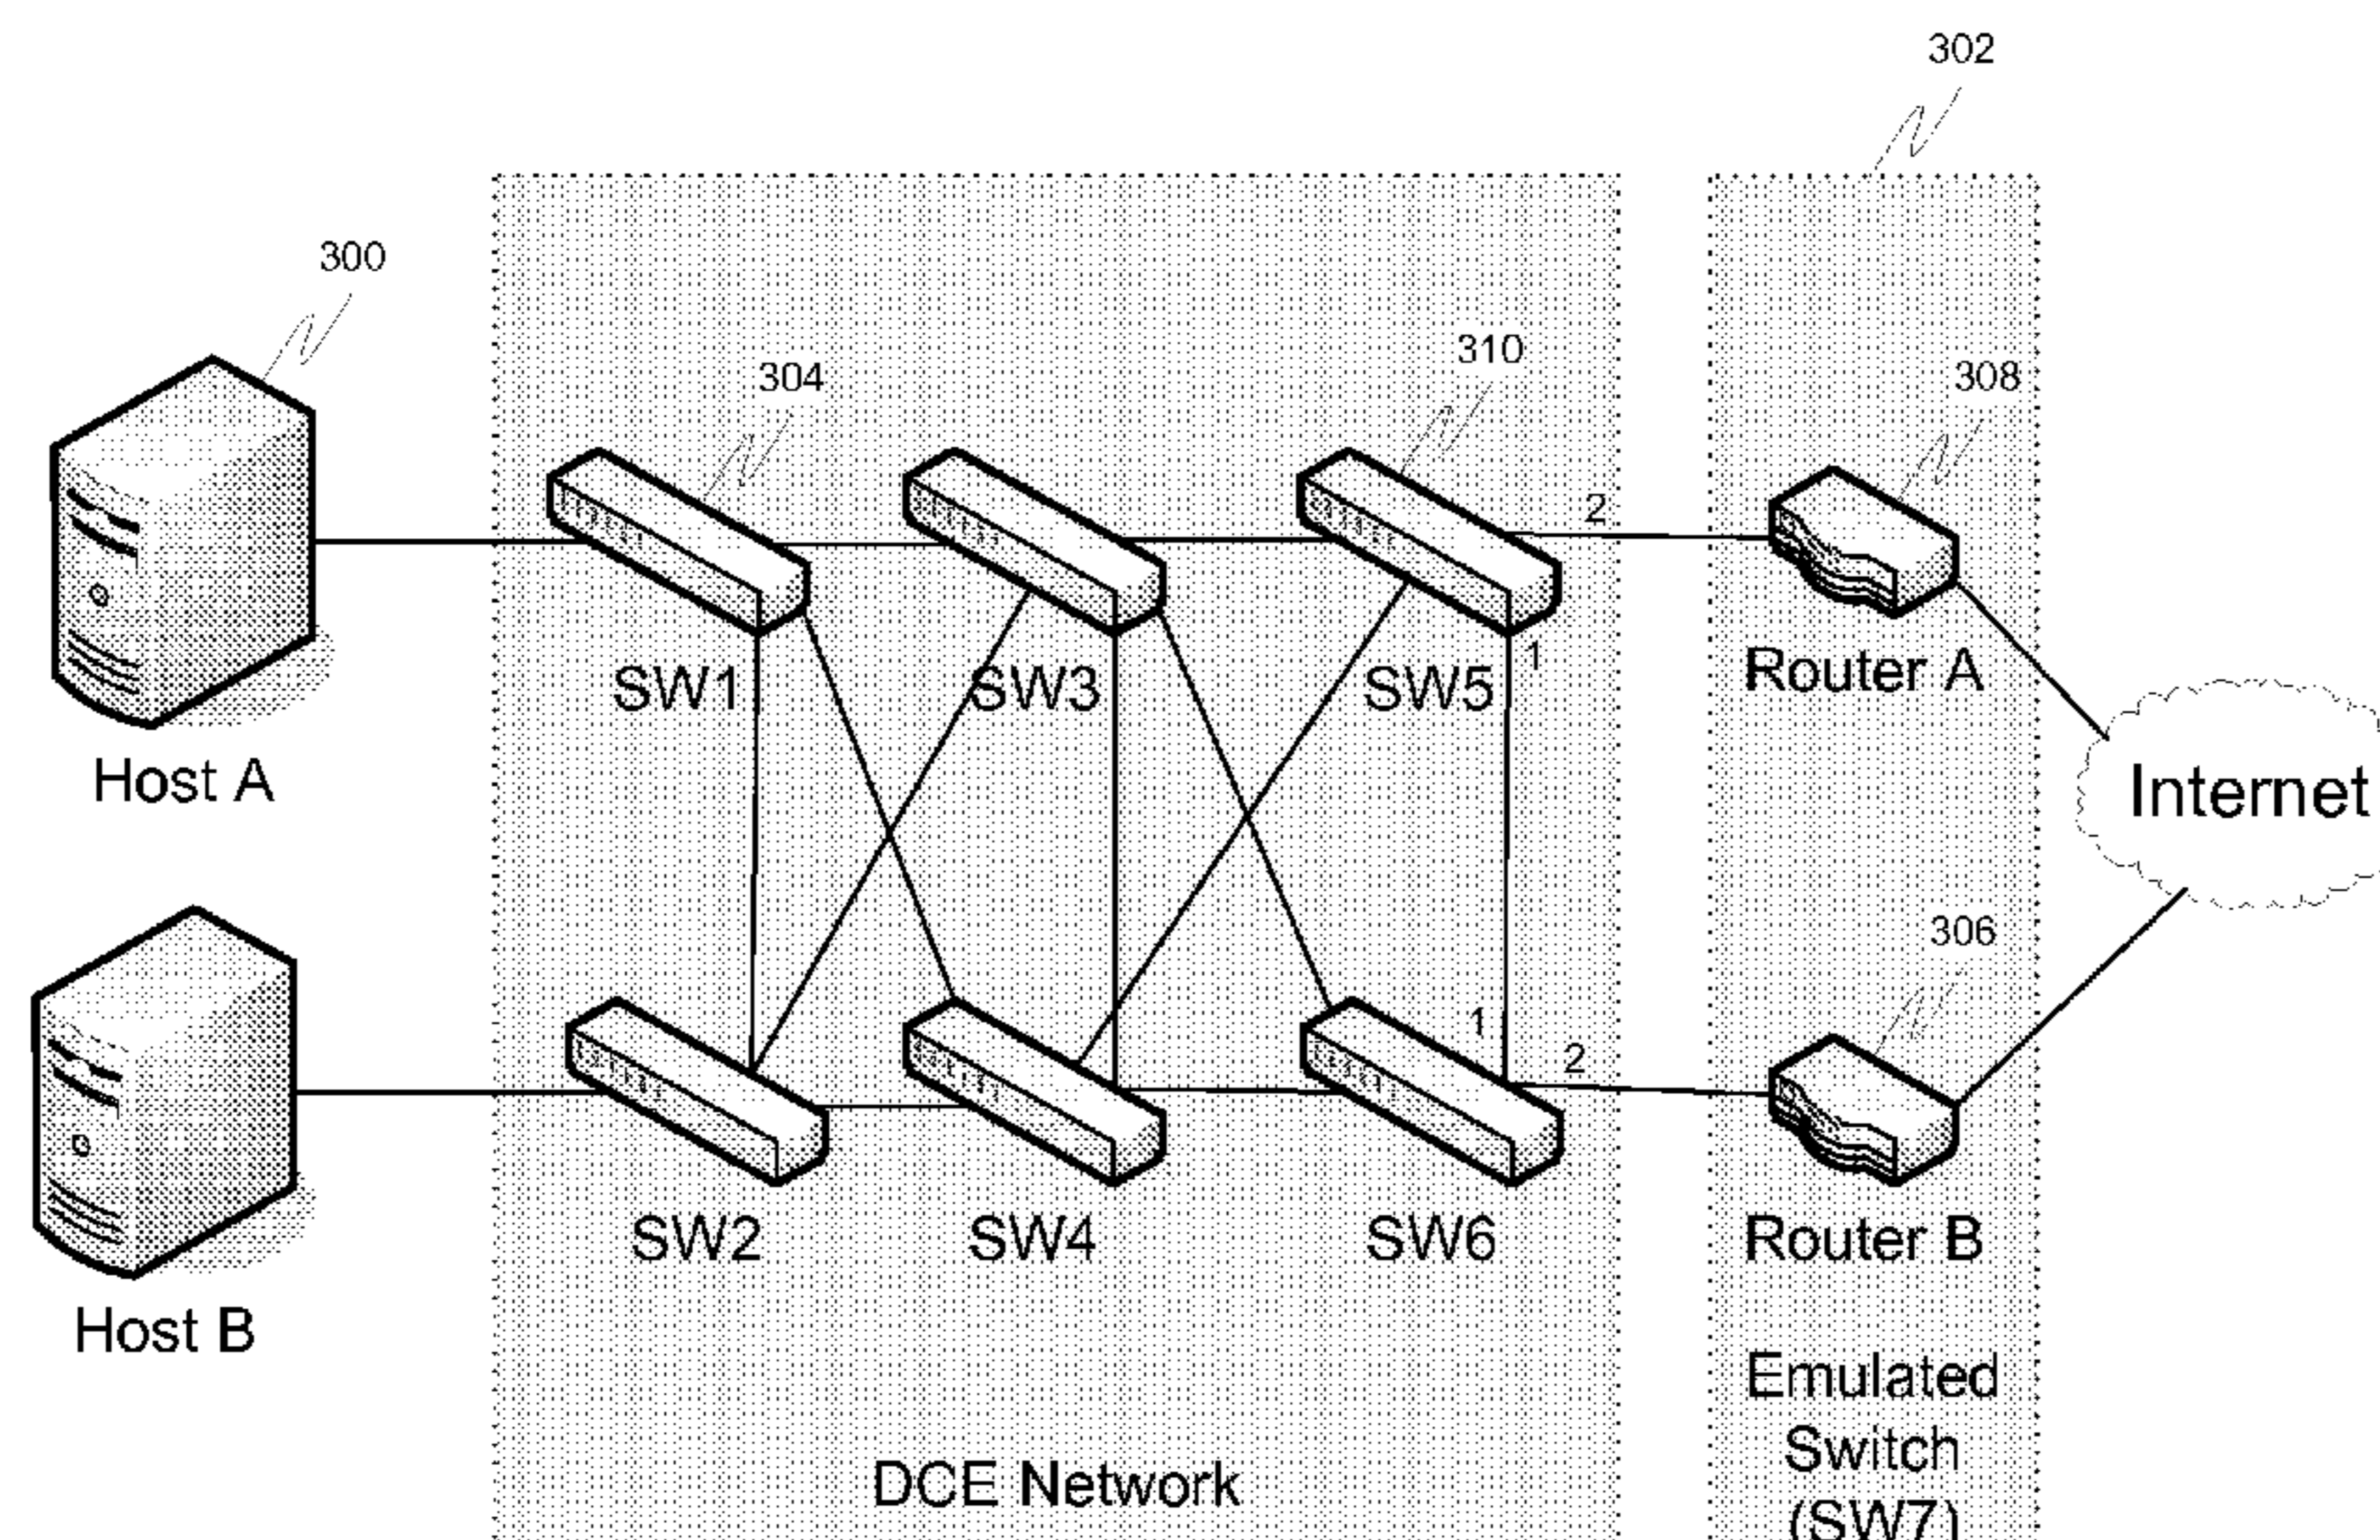 302
300
310
304
308
2
SW1
SW3
SW5
1
Router A
Host A
Internet
306
1
2
SW2
SW4
SW6
Router B
Host B
Emulated
Switch
(SW7)
DCE Network